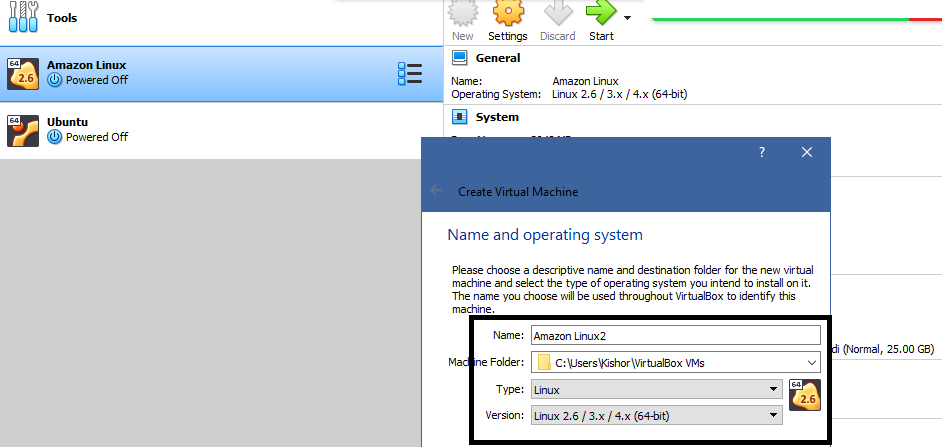 Tools
New Settings Discard Start
64 2.6 Amazon Linux
Powered Off
64 Ubuntu
Powered Off
General
Name: Amazon Linux
Operating System: Linux 2.6 / 3.x / 4.x (64-bit)
System
?
Create Virtual Machine
Name and operating system
Please choose a descriptive name and destination folder for the new virtual
machine and select the type of operating system you intend to install on it.
The name you choose will be used throughout VirtualBox to identify this
machine.
Name: Amazon Linux2
Machine Folder: C:\Users\Kishor\VirtualBox VMs
Type: Linux
Version: Linux 2.6 / 3.x / 4.x (64-bit)
64 2.6
di (Normal, 25.00 GB)